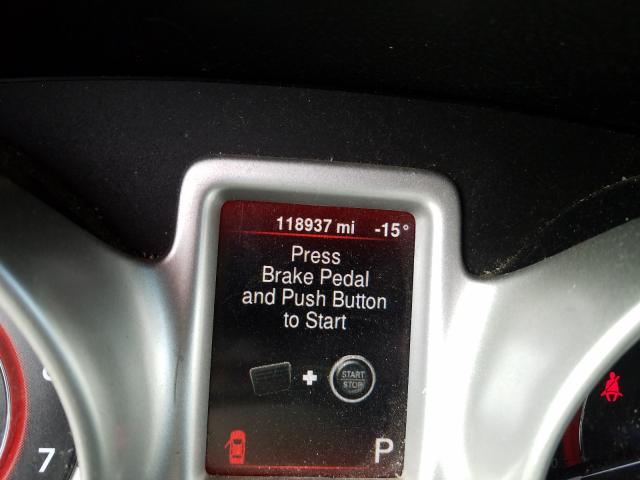 118937 mi -15°
Press
Brake Pedal
and Push Button
to Start
START
STOP
P
7